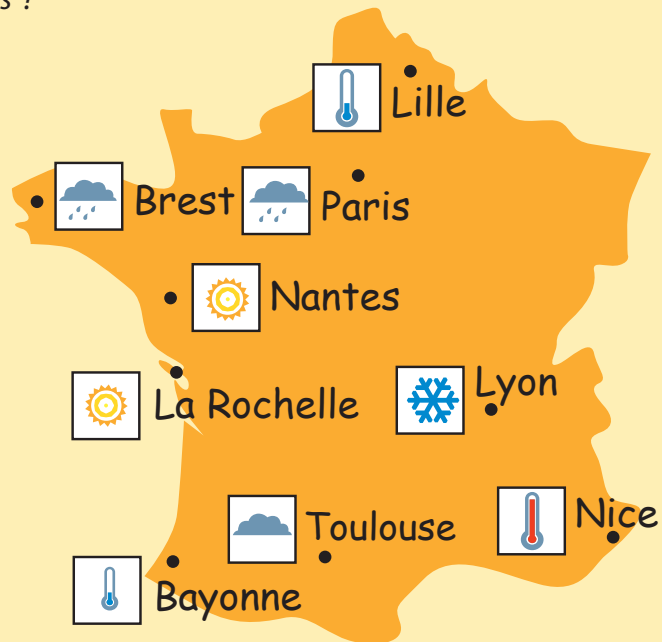 s ?
Lille
Brest
Paris
Nantes
Lyon
La Rochelle
Nice
Toulouse
Bayonne